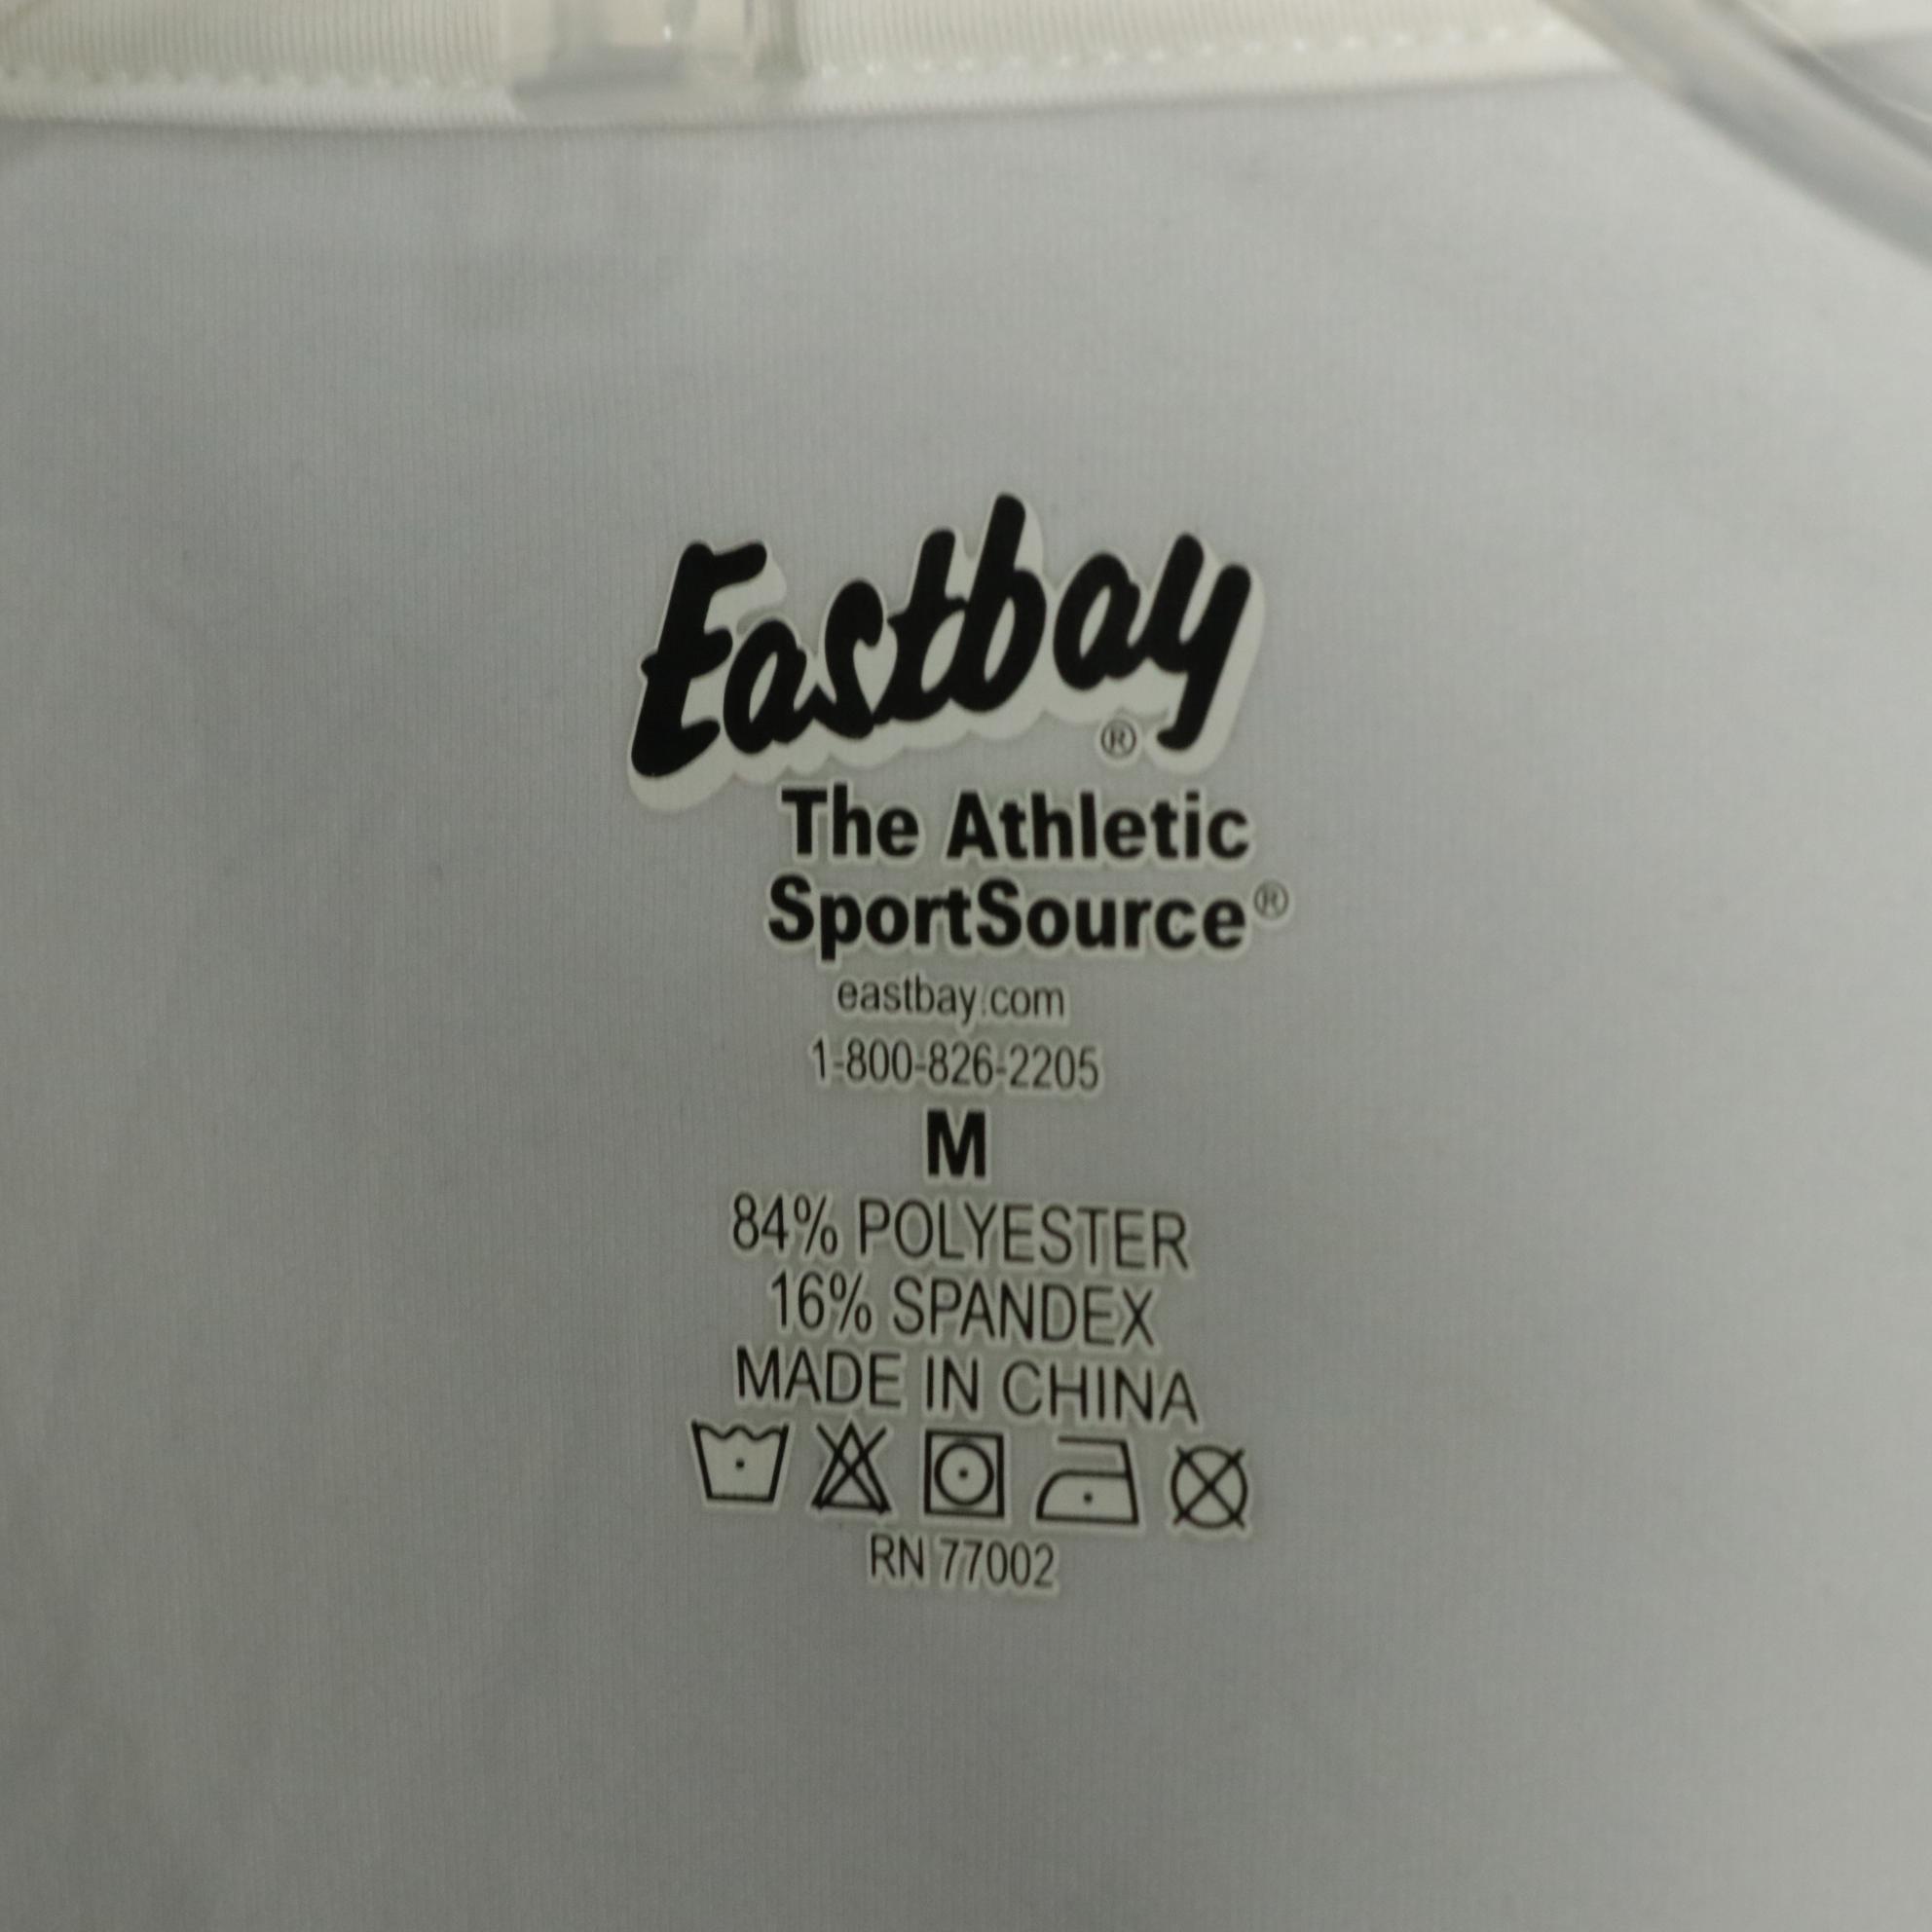 Eastbay®
The Athletic
SportSource®
eastbay.com
1-800-826-2205
M
84% POLYESTER
16% SPANDEX
MADE IN CHINA
RN 77002